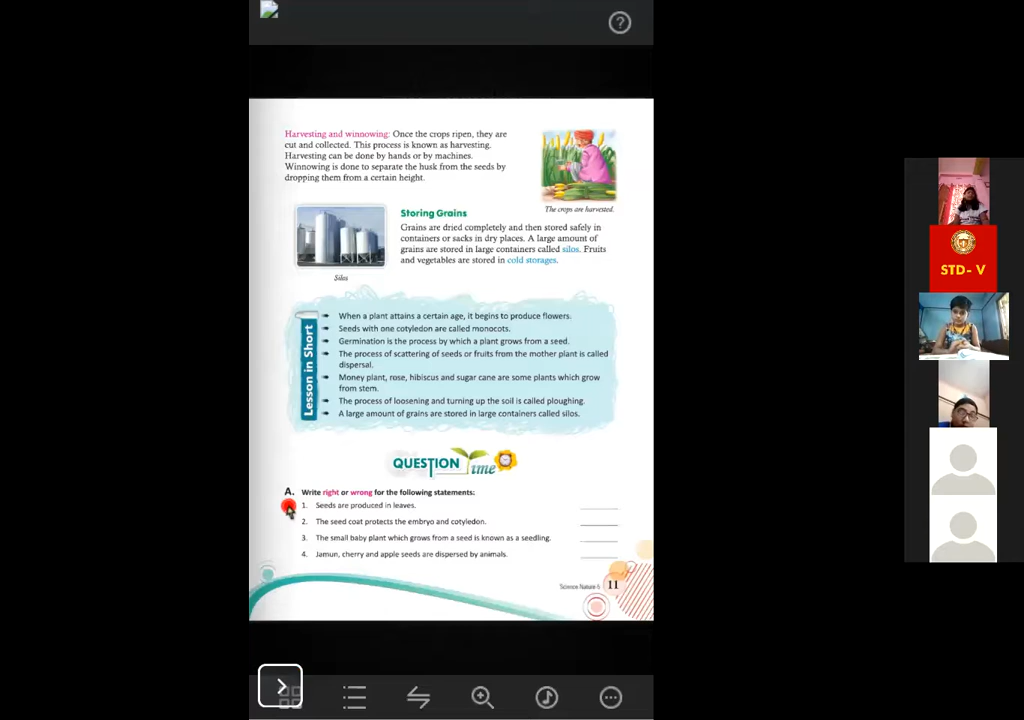 Harvesting and winnowing: Once the crops ripen, they are
cut and collected. This process is known as harvesting.
Harvesting can be done by hands or by machines.
Winnowing is done to separate the husk from the seeds by
dropping them from a certain height.
The crops are harvested.
Storing Grains
Grains are dried completely and then stored safely in
containers or sacks in dry places. A large amount of
grains are stored in large containers called silos. Fruits
and vegetables are stored in cold storages.
Silos
Lesson in Short
When a plant attains a certain age, it begins to produce flowers.
Seeds with one cotyledon are called monocots.
Germination is the process by which a plant grows from a seed.
The process of scattering of seeds or fruits from the mother plant is called
dispersal.
Money plant, rose, hibiscus and sugar cane are some plants which grow
from stem.
The process of loosening and turning up the soil is called ploughing.
A large amount of grains are stored in large containers called silos.
QUESTION Time
A. Write right or wrong for the following statements:
1. Seeds are produced in leaves.
2. The seed coat protects the embryo and cotyledon.
3. The small baby plant which grows from a seed is known as a seedling.
4. Jamun, cherry and apple seeds are dispersed by animals.
Science Nature-5 11
STD- V